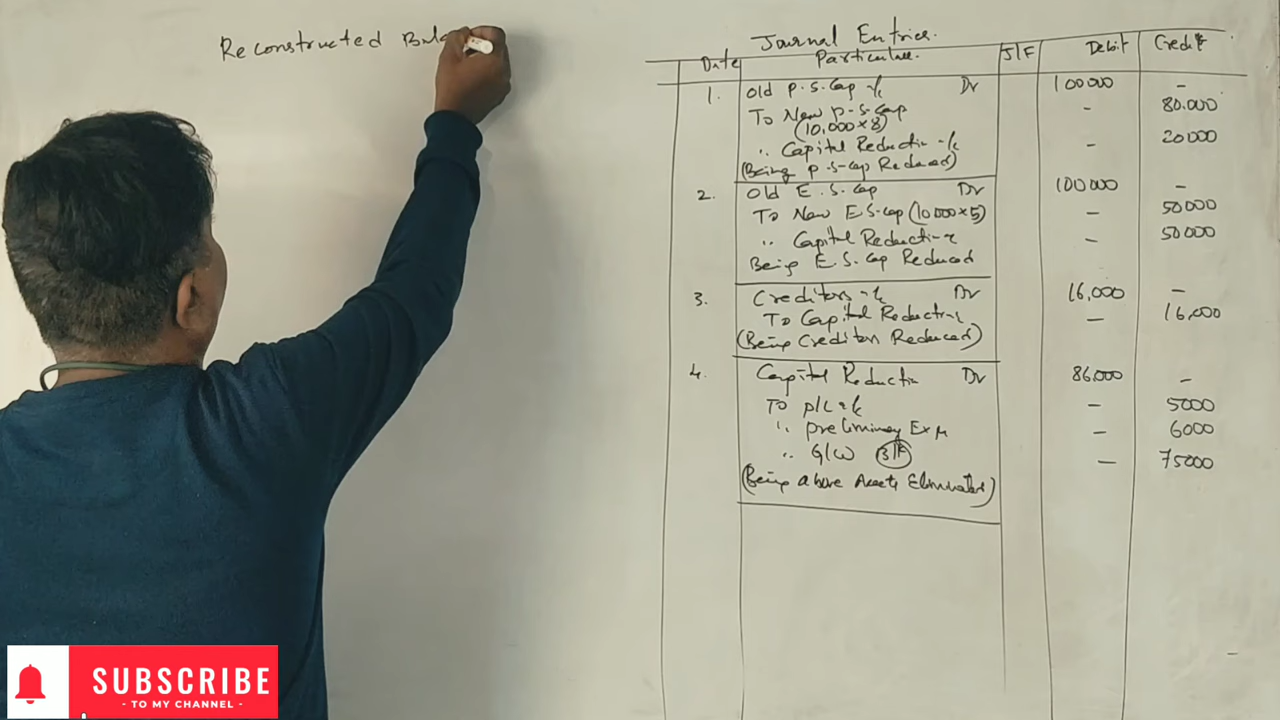 Reconstructed Bala
Journal Entries.
Date Particulars. J/F Debit Credit
1. Old P.S.Cap A/c Dr 100000 -
To New P-S-Cap - 80.000
(10,000×8)
,, Capital Reduction A/c - 20000
(Being P.S-Cap Reduced)
2. Old E.S.Cap Dr 100000 -
To New E.S-Cap (10000×5) - 50000
,, Capital Reduction A/c - 50000
Being E.S.Cap Reduced
3. Creditors A/c Dr 16,000 -
To Capital Reduction A/c - 16,000
(Being Creditors Reduced)
4. Capital Reduction Dr 86,000 -
To P/L A/c - 5000
,, Preliminary Exp - 6000
,, G/W B/F - 75000
(Being above Assets Eliminated)
SUBSCRIBE
- TO MY CHANNEL -